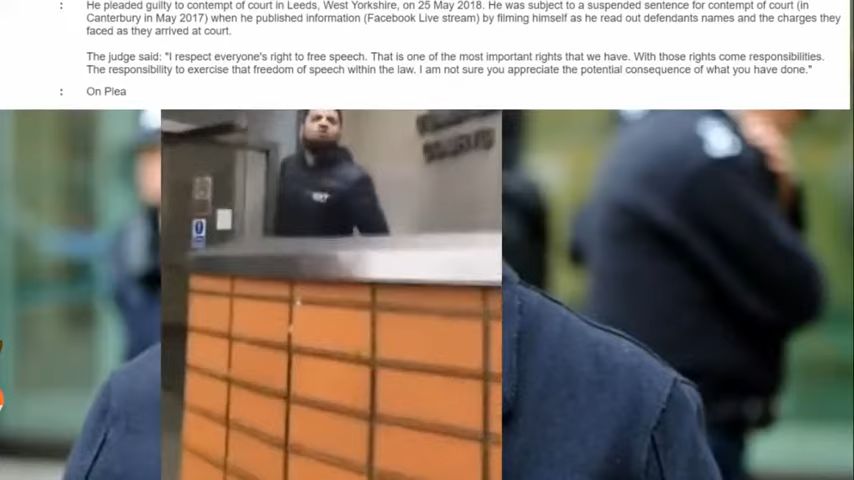 : He pleaded guilty to contempt of court in Leeds, West Yorkshire, on 25 May 2018. He was subject to a suspended sentence for contempt of court (in
Canterbury in May 2017) when he published information (Facebook Live stream) by filming himself as he read out defendants names and the charges they
faced as they arrived at court.
The judge said: "I respect everyone's right to free speech. That is one of the most important rights that we have. With those rights come responsibilities.
The responsibility to exercise that freedom of speech within the law. I am not sure you appreciate the potential consequence of what you have done."
: On Plea